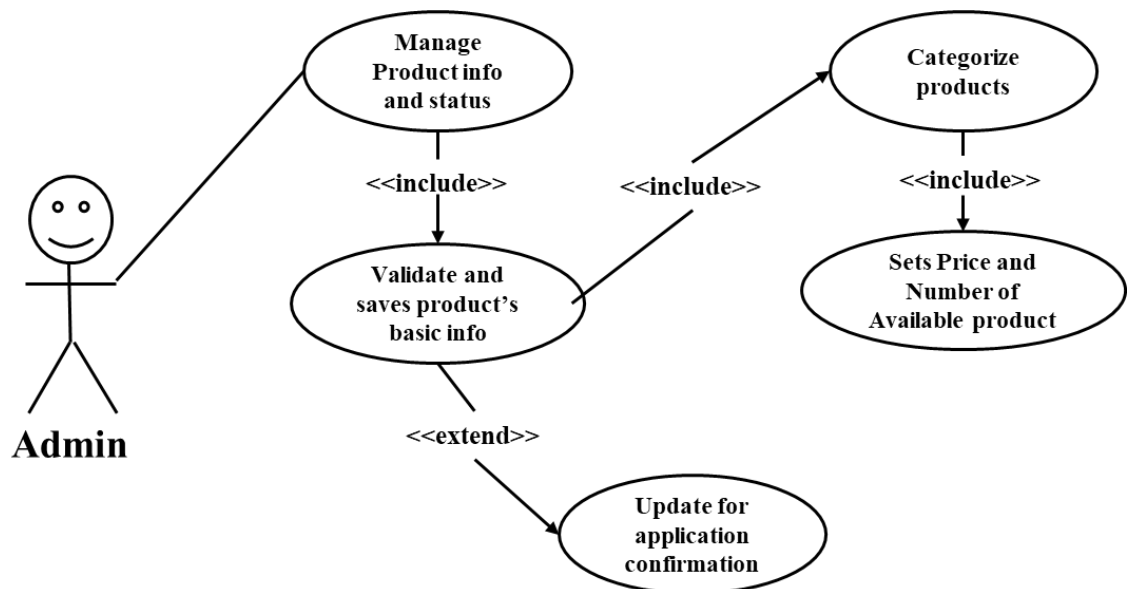 Manage
Product info
and status
Categorize
products
<<include>>
<<include>>
<<include>>
Validate and
saves product's
basic info
Sets Price and
Number of
Available product
Admin
<<extend>>
Update for
application
confirmation